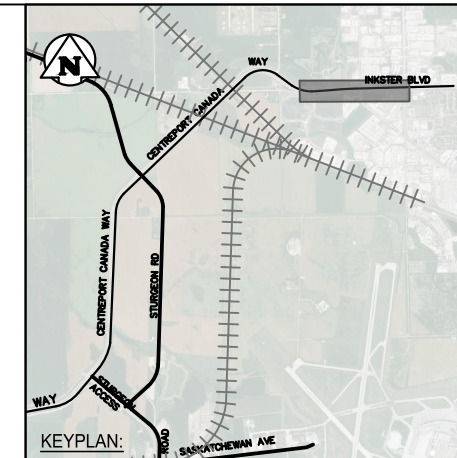 N
WAY
INKSTER BLVD
CENTREPORT CANADA
CENTREPORT CANADA WAY
STURGEON RD
STURGEON
ACCESS
WAY
ROAD
SASKATCHEWAN AVE
KEYPLAN: